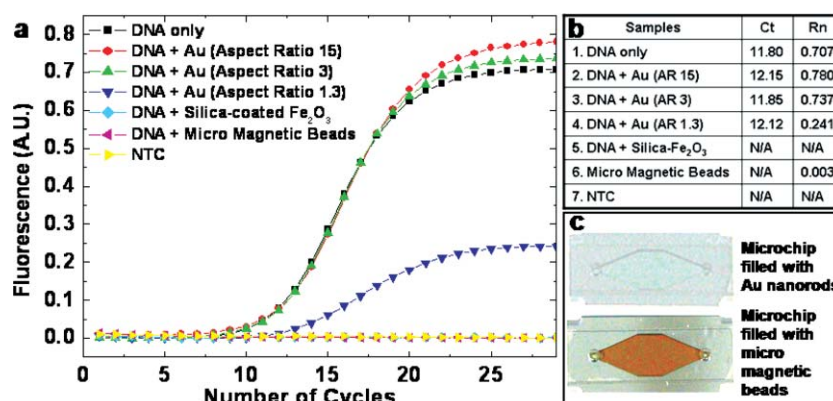 a
0.8
0.7
0.6
0.5
0.4
0.3
0.2
0.1
0.0
Fluorescence (A.U.)
DNA only
DNA + Au (Aspect Ratio 15)
DNA + Au (Aspect Ratio 3)
DNA + Au (Aspect Ratio 1.3)
DNA + Silica-coated Fe₂O₃
DNA + Micro Magnetic Beads
NTC
0 5 10 15 20 25
Number of Cycles
b
Samples Ct Rn
1. DNA only 11.80 0.707
2. DNA + Au (AR 15) 12.15 0.780
3. DNA + Au (AR 3) 11.85 0.737
4. DNA + Au (AR 1.3) 12.12 0.241
5. DNA + Silica-Fe₂O₃ N/A N/A
6. Micro Magnetic Beads N/A 0.003
7. NTC N/A N/A
c
Microchip
filled with
Au nanorods
Microchip
filled with
micro
magnetic
beads